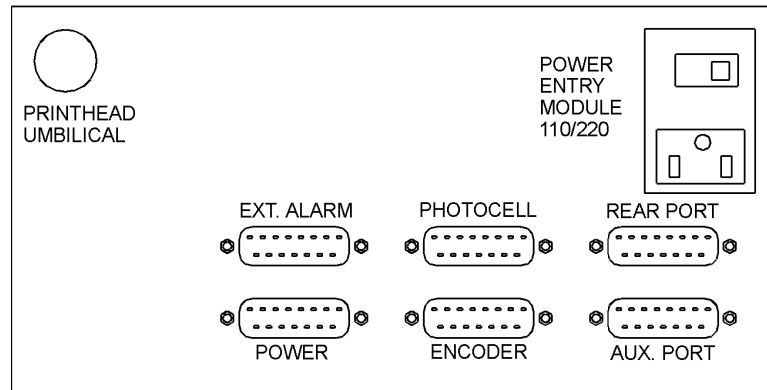 PRINTHEAD
UMBILICAL
POWER
ENTRY
MODULE
110/220
EXT. ALARM
PHOTOCELL
REAR PORT
POWER
ENCODER
AUX. PORT